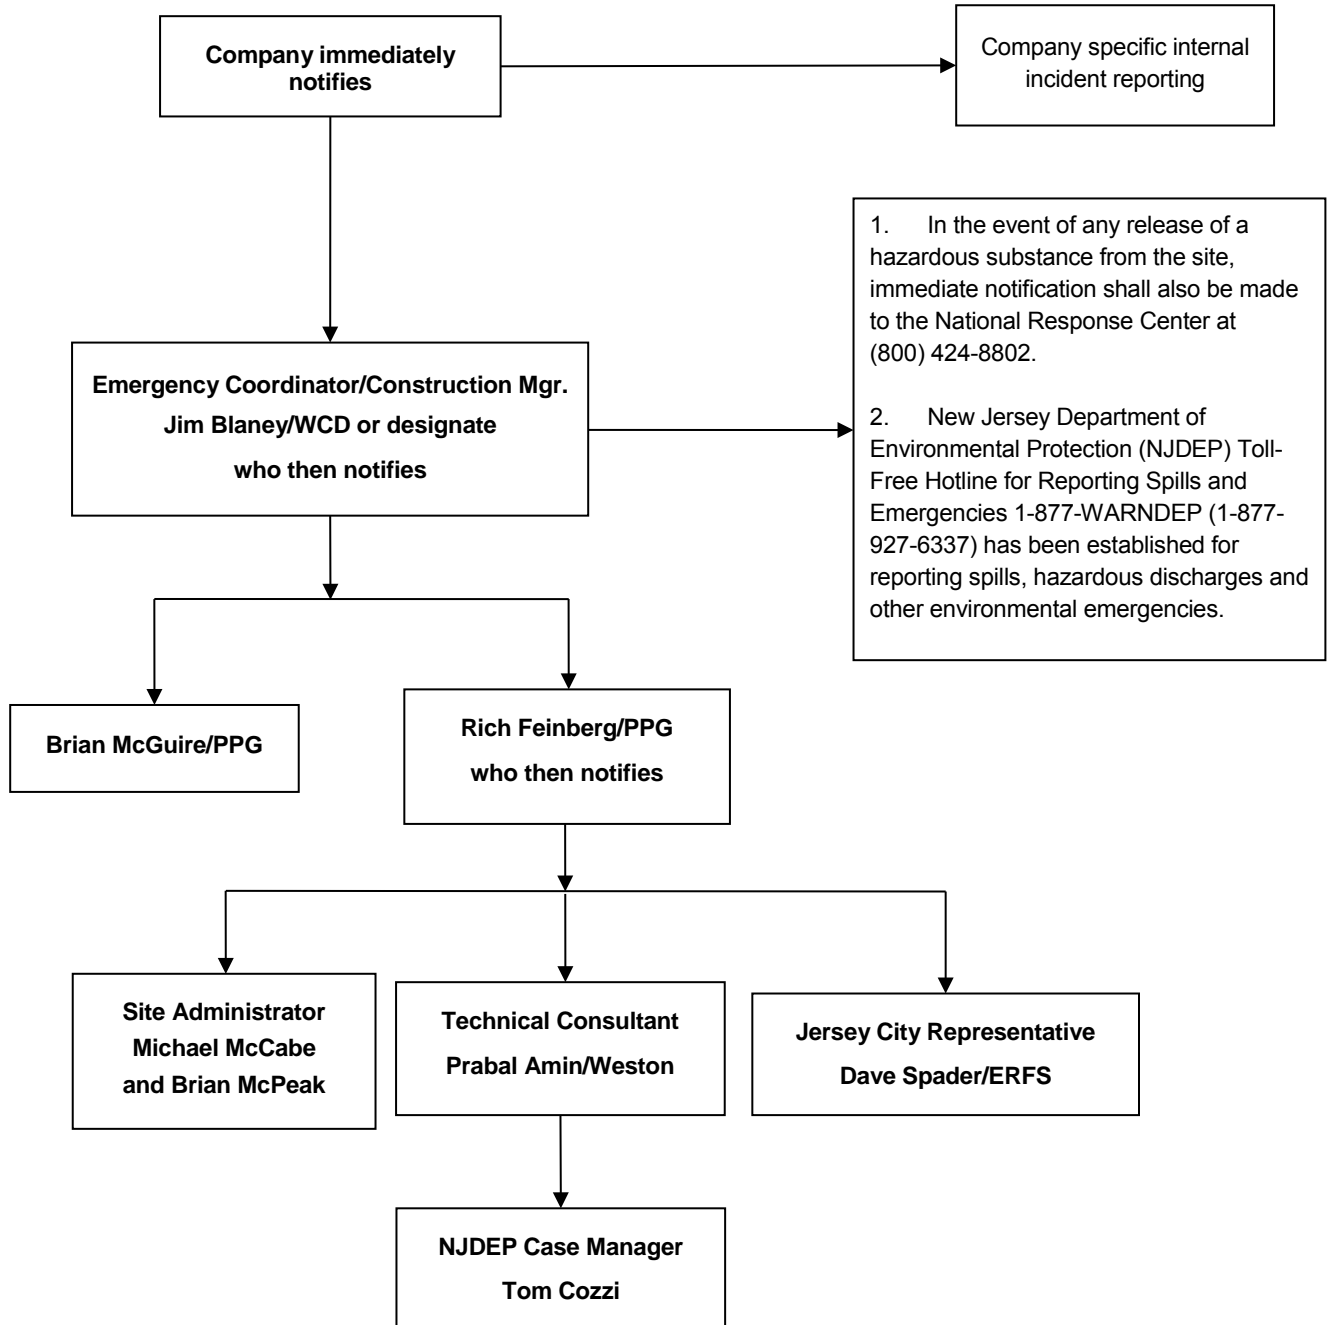 Company immediately
notifies
Company specific internal
incident reporting
1. In the event of any release of a
hazardous substance from the site,
immediate notification shall also be made
to the National Response Center at
(800) 424-8802.
2. New Jersey Department of
Environmental Protection (NJDEP) Toll-
Free Hotline for Reporting Spills and
Emergencies 1-877-WARNDEP (1-877-
927-6337) has been established for
reporting spills, hazardous discharges and
other environmental emergencies.
Emergency Coordinator/Construction Mgr.
Jim Blaney/WCD or designate
who then notifies
Brian McGuire/PPG
Rich Feinberg/PPG
who then notifies
Site Administrator
Michael McCabe
and Brian McPeak
Technical Consultant
Prabal Amin/Weston
Jersey City Representative
Dave Spader/ERFS
NJDEP Case Manager
Tom Cozzi